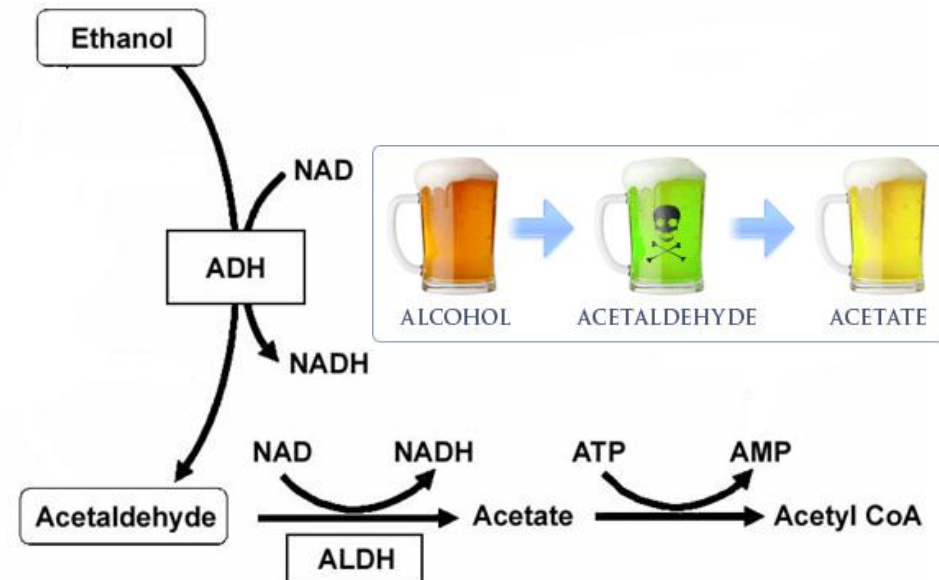 Ethanol
NAD
ADH
NADH
ALCOHOL
ACETALDEHYDE
ACETATE
NAD
NADH
ATP
AMP
Acetaldehyde
Acetate
Acetyl CoA
ALDH